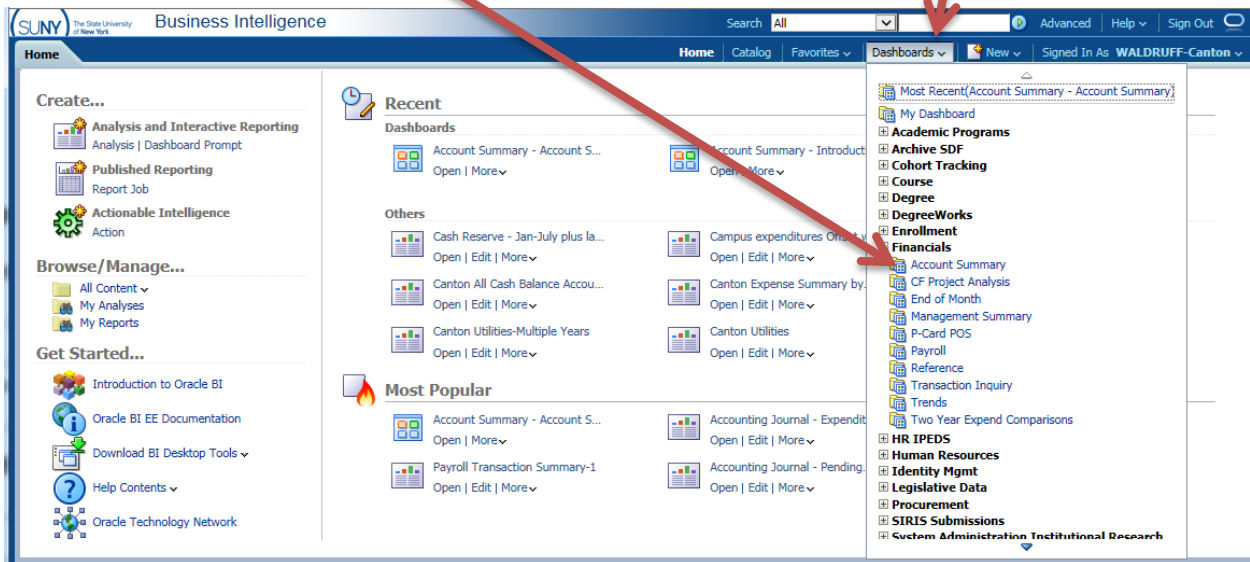 SUNY The State University of New York Business Intelligence Search All Advanced Help Sign Out
Home Home Catalog Favorites Dashboards New Signed In As WALDRUFF-Canton
Create...
Analysis and Interactive Reporting
Analysis | Dashboard Prompt
Published Reporting
Report Job
Actionable Intelligence
Action
Browse/Manage...
All Content
My Analyses
My Reports
Get Started...
Introduction to Oracle BI
Oracle BI EE Documentation
Download BI Desktop Tools
Help Contents
Oracle Technology Network
Recent
Dashboards
Account Summary - Account S...
Open | More
Account Summary - Introduct
Open | More
Others
Cash Reserve - Jan-July plus la...
Open | Edit | More
Campus expenditures
Open | Edit | More
Canton All Cash Balance Accou...
Open | Edit | More
Canton Expense Summary by.
Open | Edit | More
Canton Utilities-Multiple Years
Open | Edit | More
Canton Utilities
Open | Edit | More
Most Popular
Account Summary - Account S...
Open | More
Accounting Journal - Expendit
Open | Edit | More
Payroll Transaction Summary-1
Open | Edit | More
Accounting Journal - Pending.
Open | Edit | More
Most Recent(Account Summary - Account Summary)
My Dashboard
Academic Programs
Archive SDF
Cohort Tracking
Course
Degree
DegreeWorks
Enrollment
Financials
Account Summary
CF Project Analysis
End of Month
Management Summary
P-Card POS
Payroll
Reference
Transaction Inquiry
Trends
Two Year Expend Comparisons
HR IPEDS
Human Resources
Identity Mgmt
Legislative Data
Procurement
SIRIS Submissions
System Administration Institutional Research